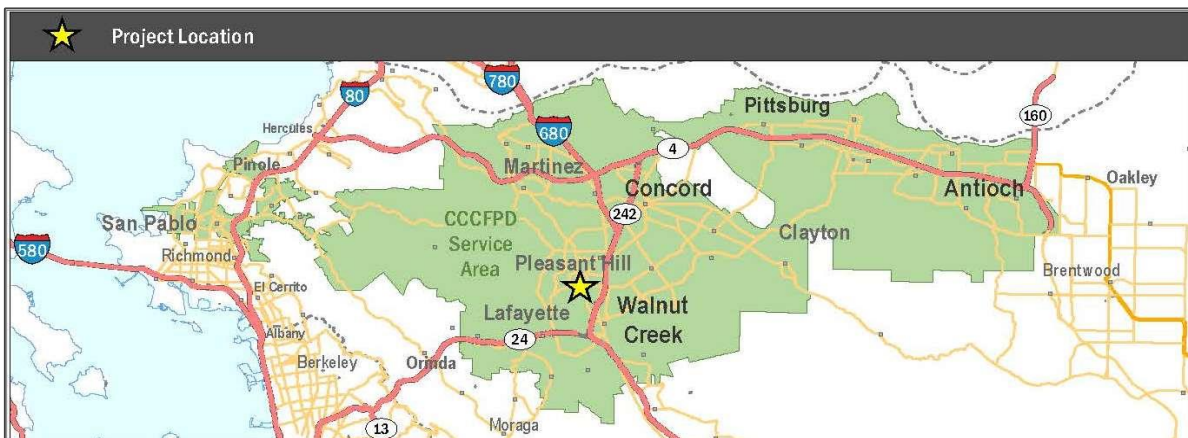 Project Location
780
80
Pittsburg
160
Hercules
680
4
Pinole
Martinez
Oakley
Concord
Antioch
San Pablo
242
CCCFPD
Service
Area
Clayton
580
Richmond
Pleasant Hill
Brentwood
El Cerrito
Lafayette
Walnut
Creek
Albany
24
Berkeley
Orinda
13
Moraga